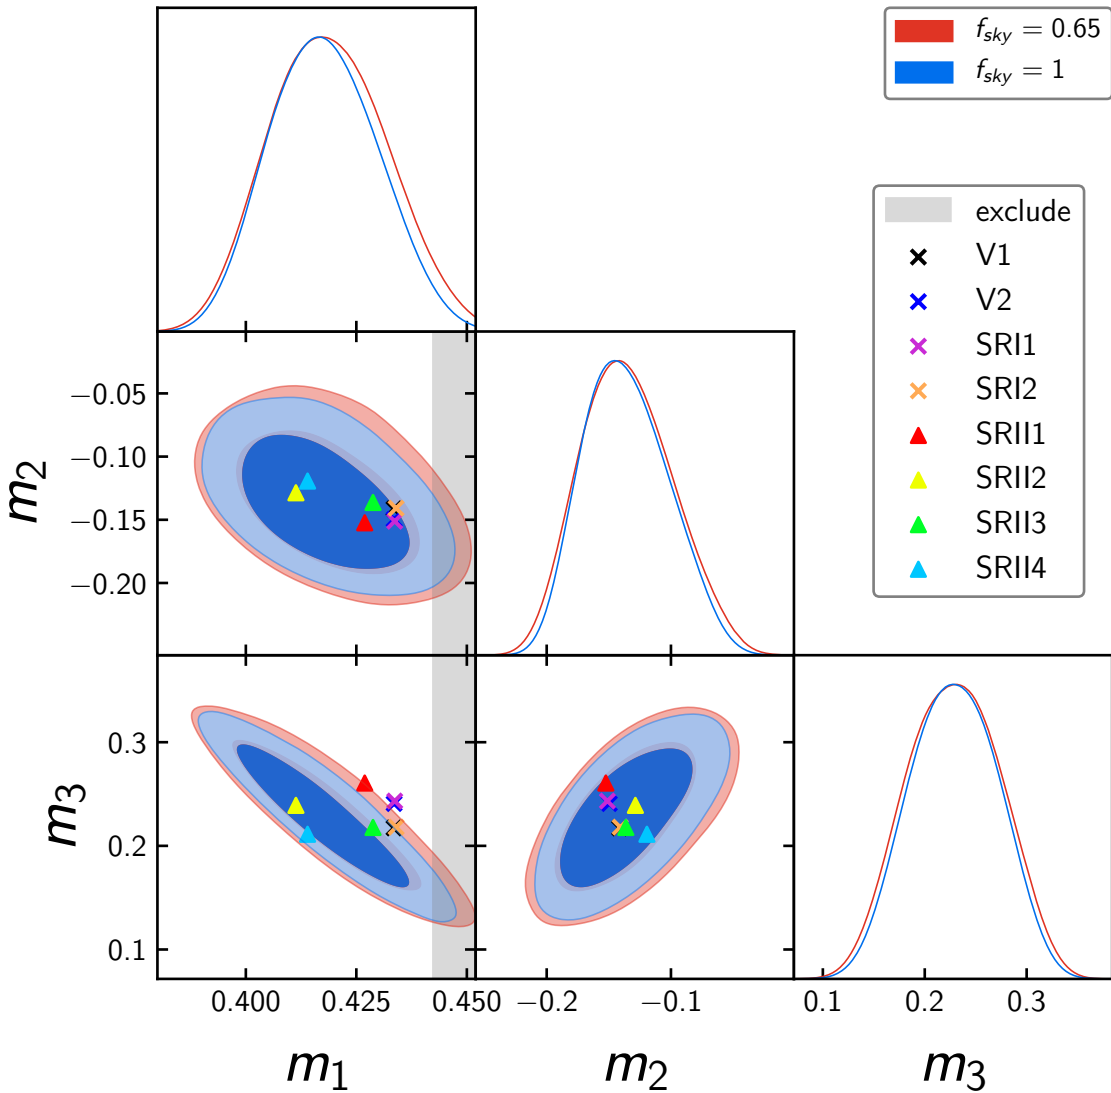 f_sky = 0.65
f_sky = 1
exclude
V1
V2
SRI1
SRI2
SRII1
SRII2
SRII3
SRII4
−0.05
−0.10
−0.15
−0.20
m_2
0.3
0.2
0.1
m_3
0.400 0.425 0.450 −0.2 −0.1 0.1 0.2 0.3
m_1 m_2 m_3